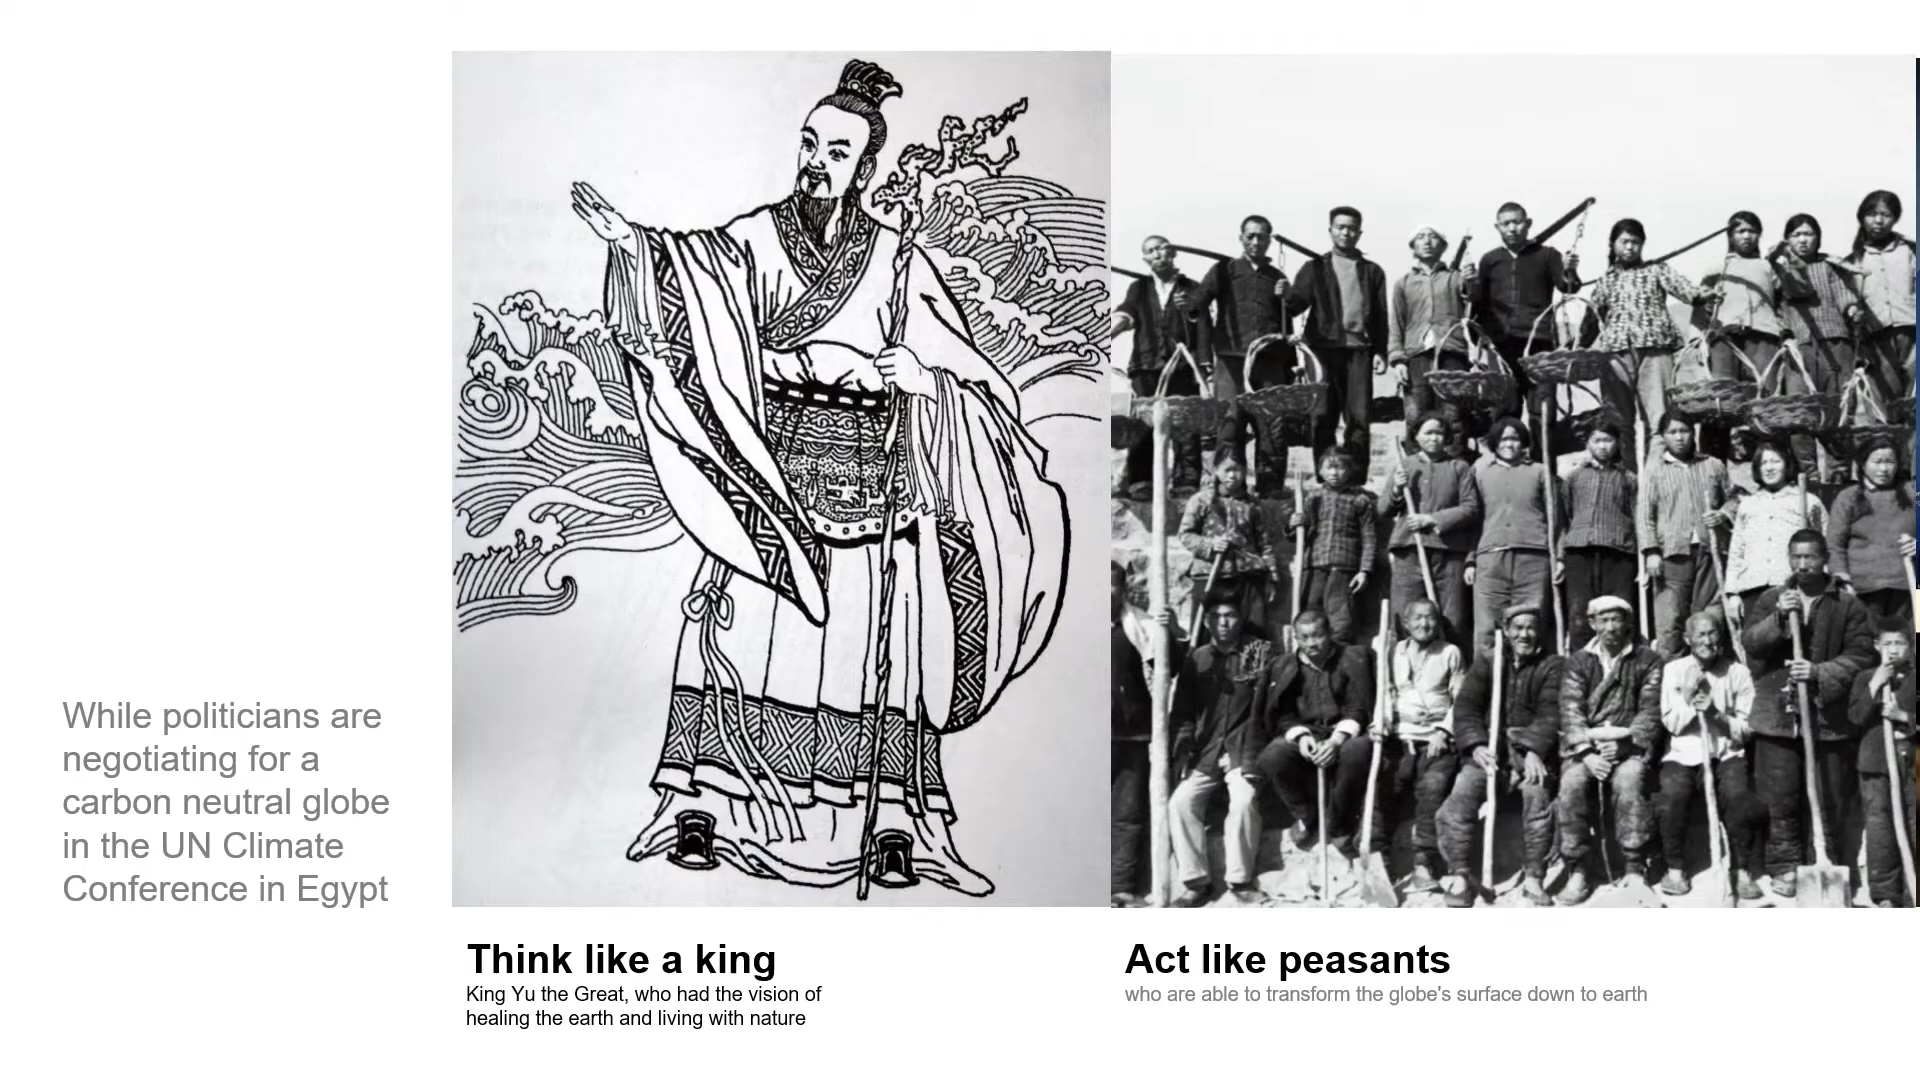 While politicians are
negotiating for a
carbon neutral globe
in the UN Climate
Conference in Egypt
Think like a king
King Yu the Great, who had the vision of
healing the earth and living with nature
Act like peasants
who are able to transform the globe's surface down to earth